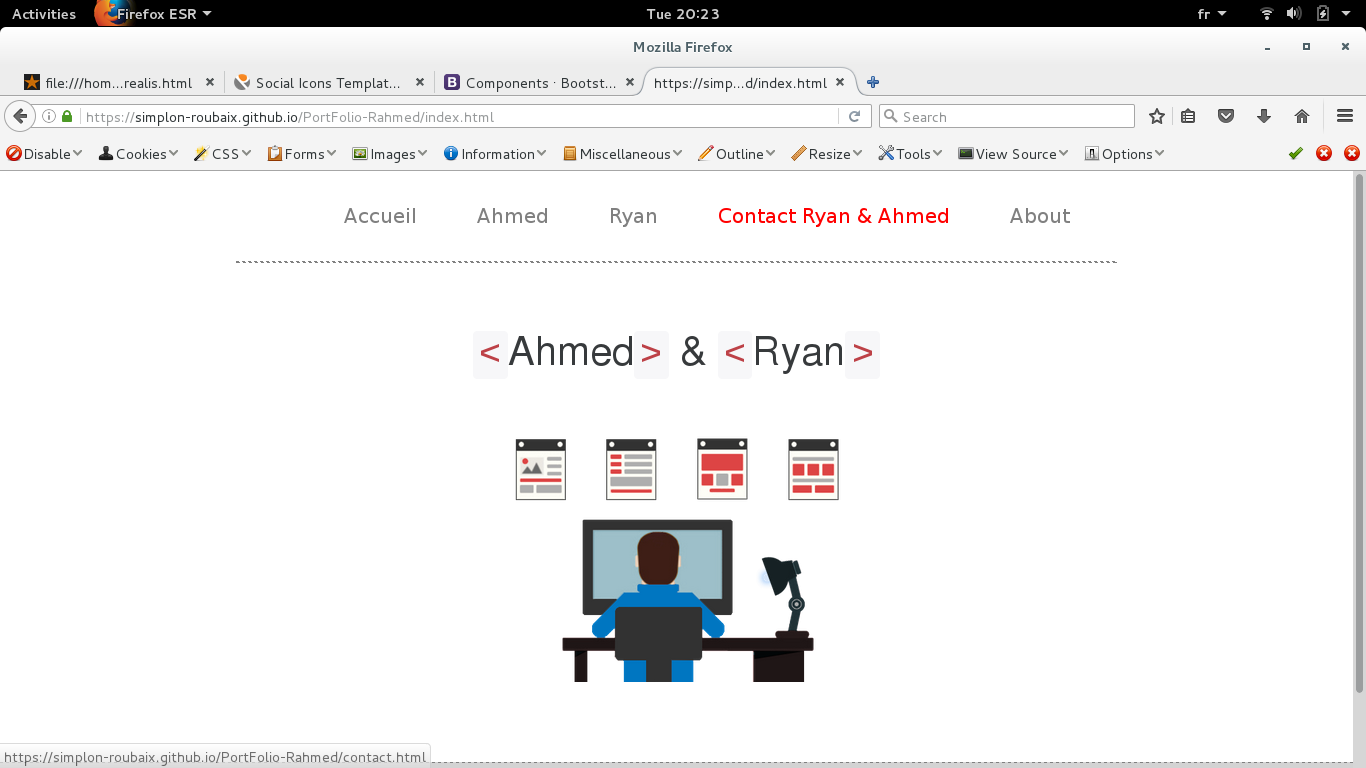 Activities Firefox ESR Tue 20:23 fr
Mozilla Firefox
file:///hom...realis.html Social Icons Templat... B Components · Bootst... https://simp...d/index.html
https://simplon-roubaix.github.io/PortFolio-Rahmed/index.html Search
Disable Cookies CSS Forms Images Information Miscellaneous Outline Resize Tools View Source Options
Accueil Ahmed Ryan Contact Ryan & Ahmed About
<Ahmed> & <Ryan>
https://simplon-roubaix.github.io/PortFolio-Rahmed/contact.html